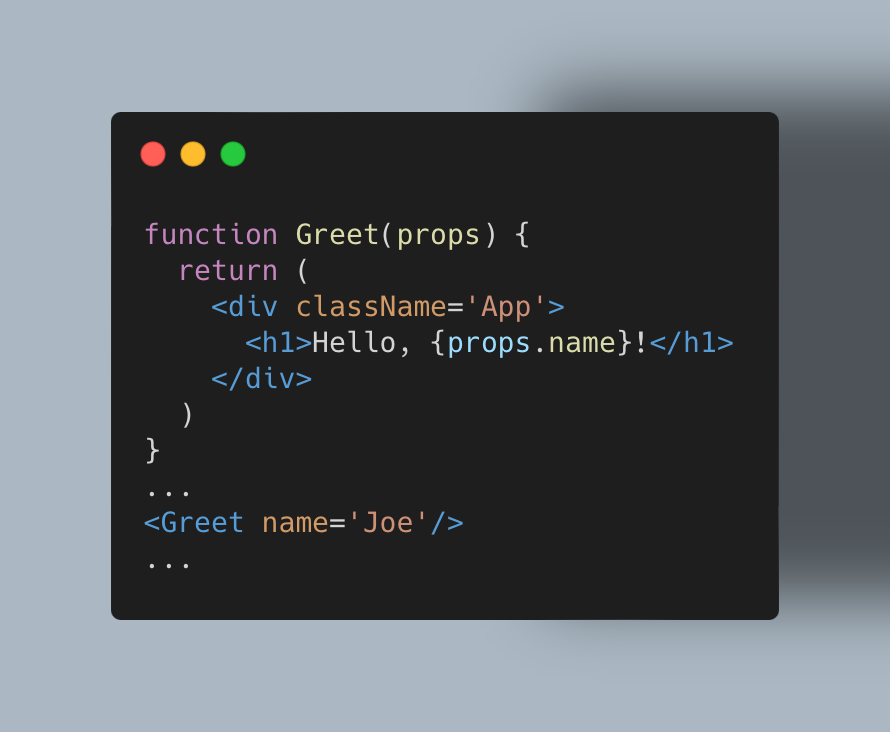 function Greet(props) {
  return (
    <div className='App'>
      <h1>Hello, {props.name}!</h1>
    </div>
  )
}
...
<Greet name='Joe'/>
...